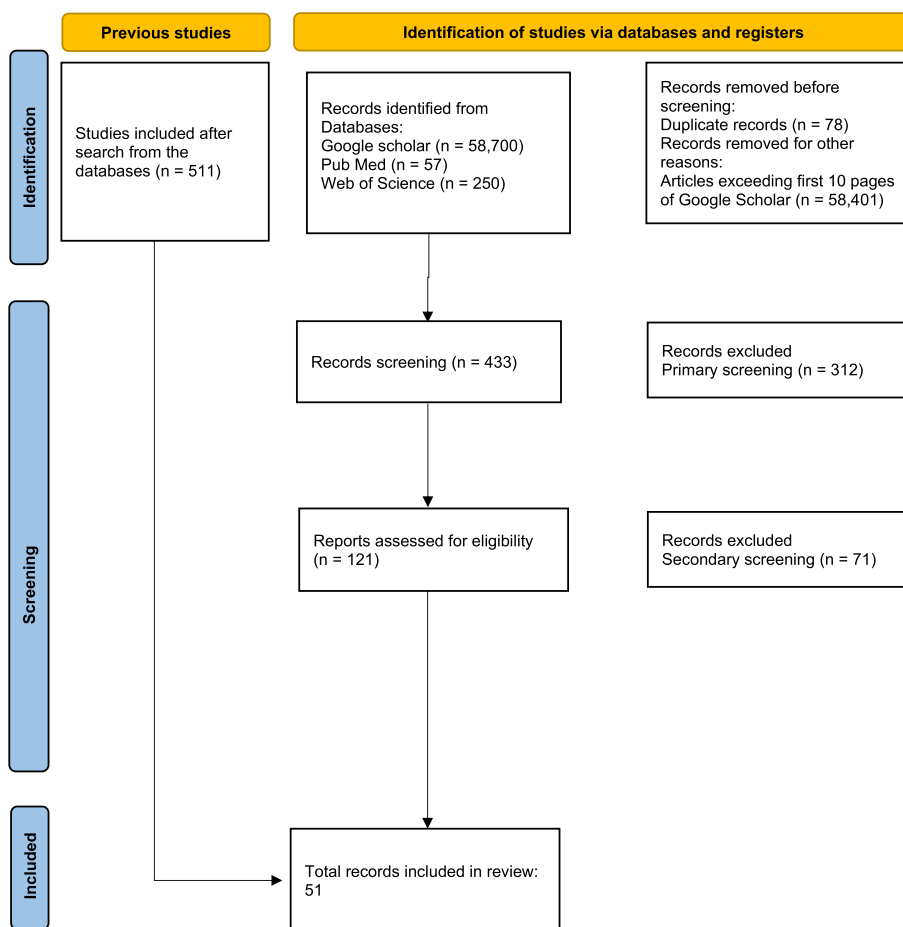 Previous studies
Identification of studies via databases and registers
Identification
Studies included after
search from the
databases (n = 511)
Records identified from
Databases:
Google scholar (n = 58,700)
Pub Med (n = 57)
Web of Science (n = 250)
Records removed before
screening:
Duplicate records (n = 78)
Records removed for other
reasons:
Articles exceeding first 10 pages
of Google Scholar (n = 58,401)
Screening
Records screening (n = 433)
Records excluded
Primary screening (n = 312)
Reports assessed for eligibility
(n = 121)
Records excluded
Secondary screening (n = 71)
Included
Total records included in review:
51